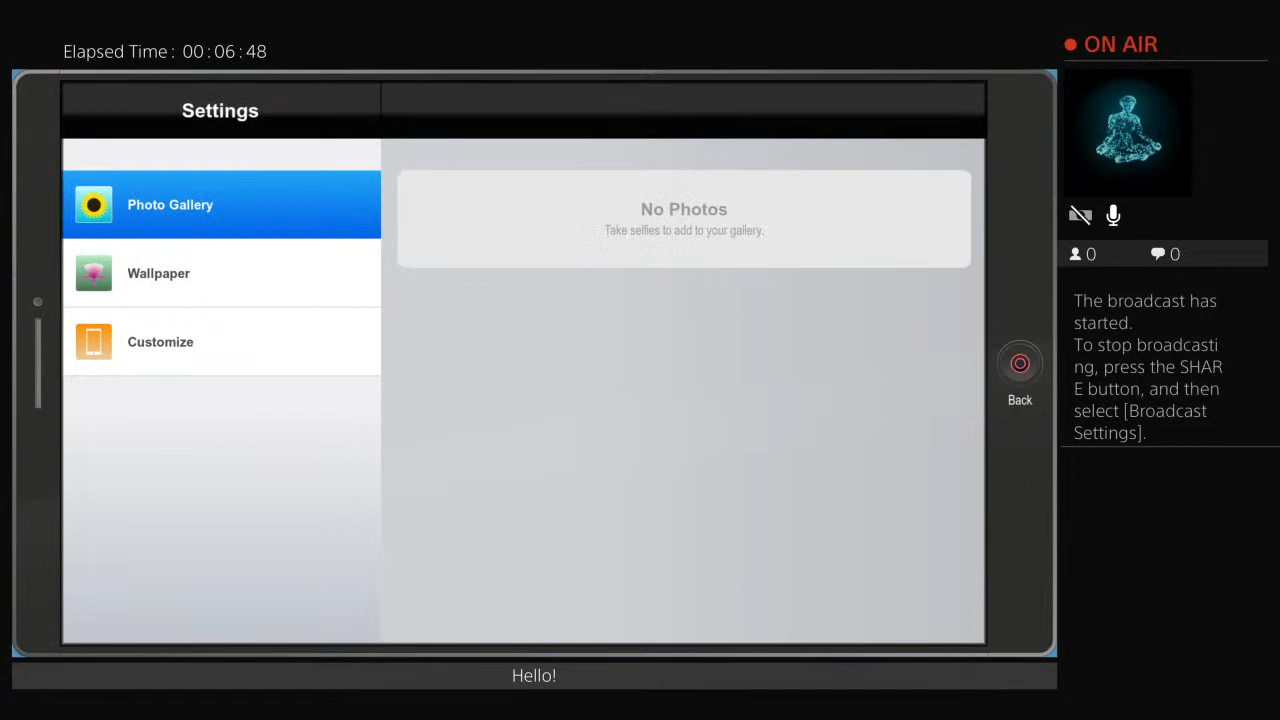 Elapsed Time : 00:06:48
ON AIR
Settings
Photo Gallery
Wallpaper
Customize
No Photos
Take selfies to add to your gallery.
Back
0
0
The broadcast has
started.
To stop broadcasti
ng, press the SHAR
E button, and then
select [Broadcast
Settings].
Hello!